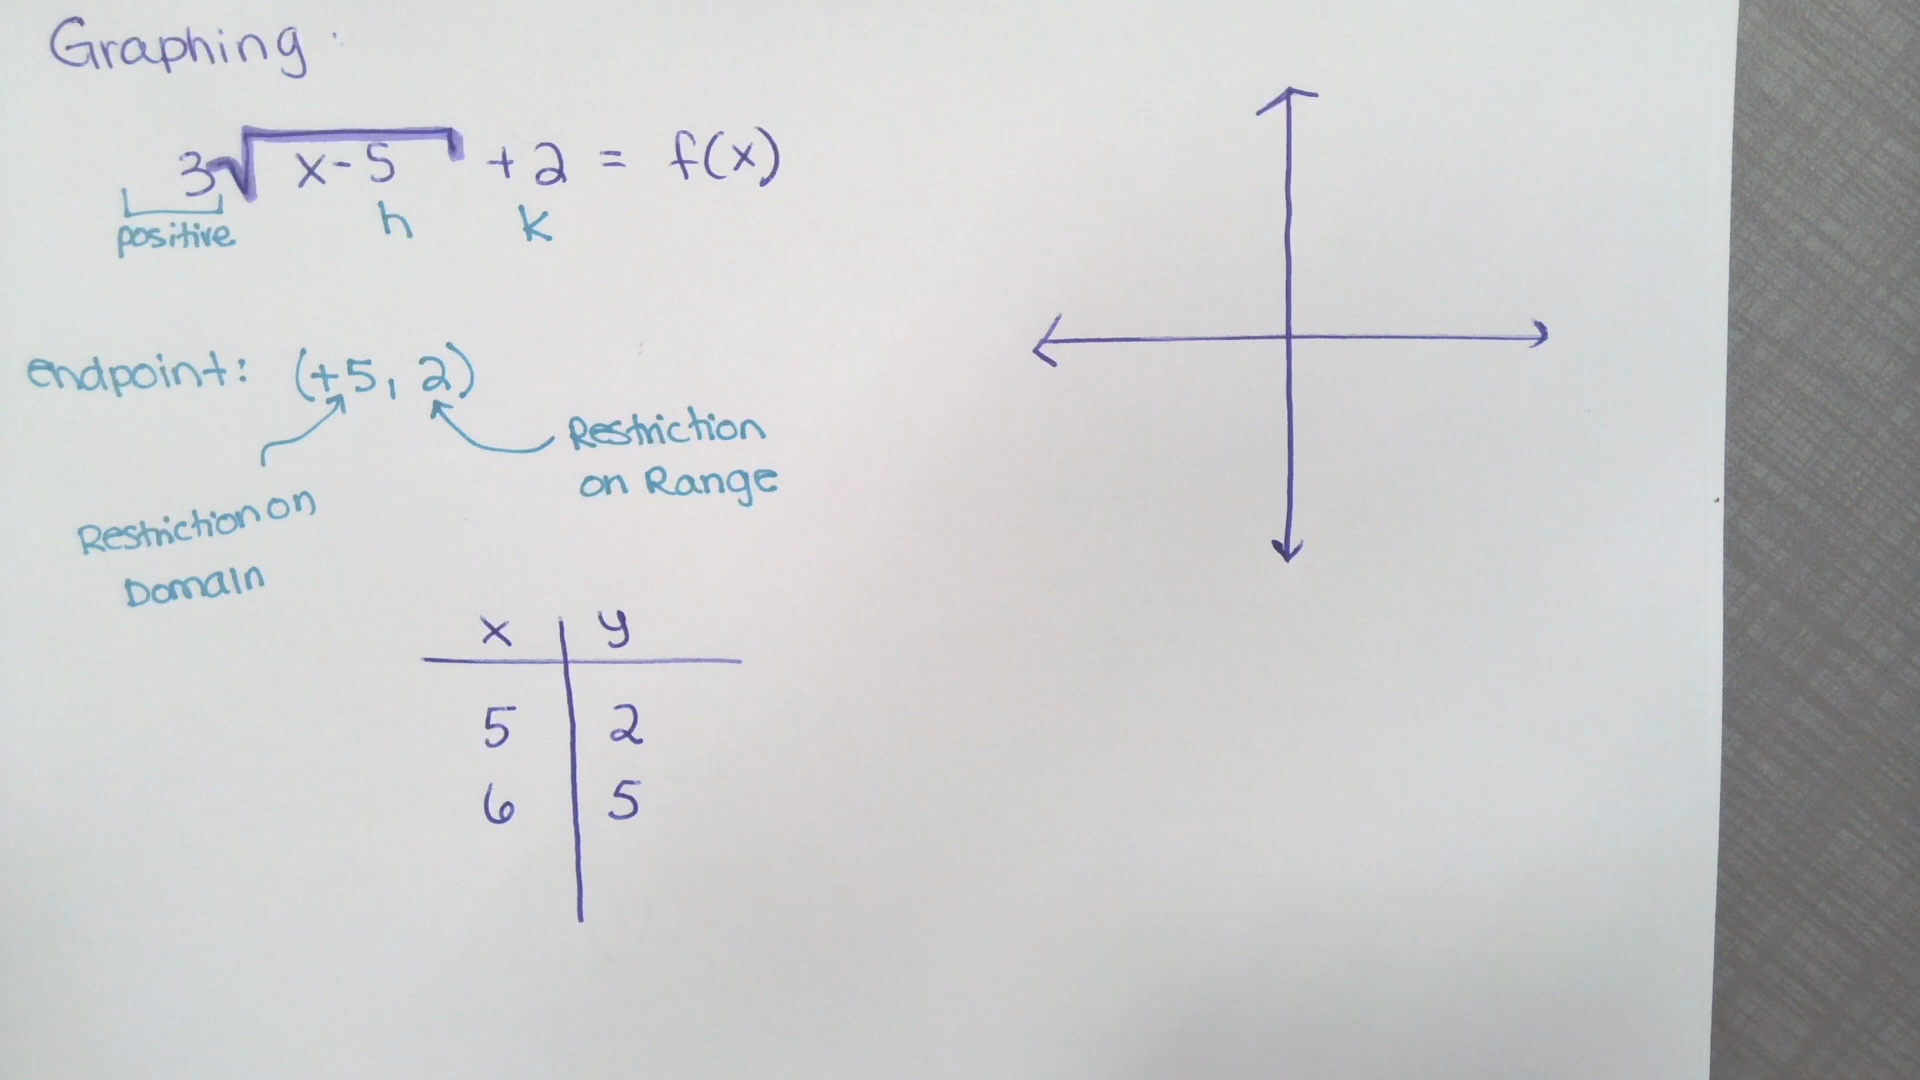 Graphing:
3√x-5 +2 = f(x)
positive h k
endpoint: (+5, 2)
Restriction
on Range
Restriction on
Domain
x y
5 2
6 5